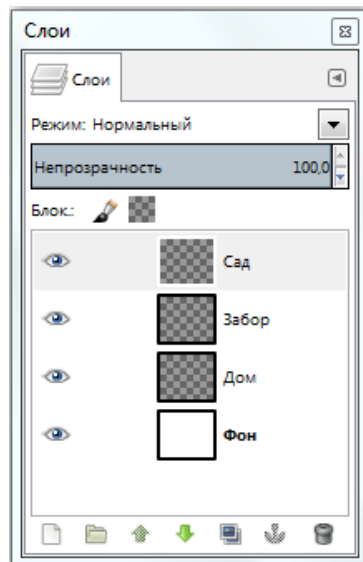 Слои
Слои
Режим: Нормальный
Непрозрачность 100,0
Блок.:
Сад
Забор
Дом
Фон